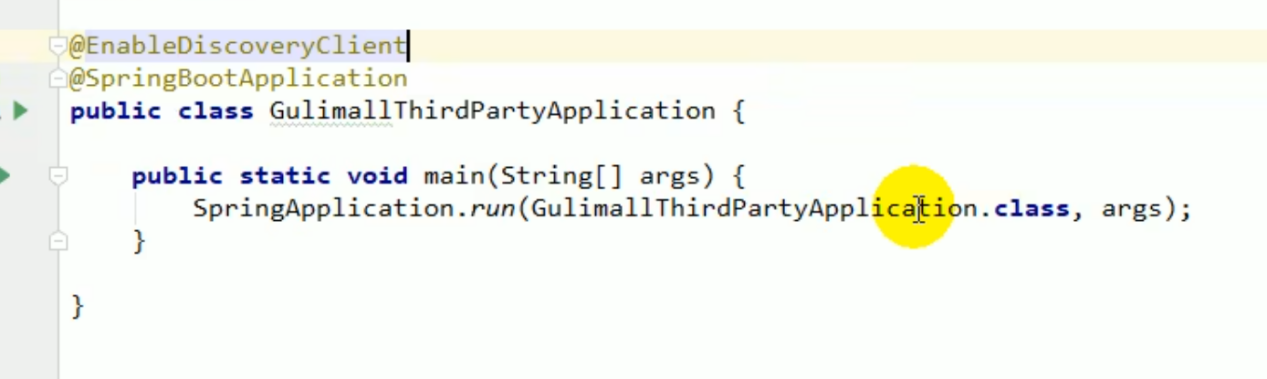 @EnableDiscoveryClient
@SpringBootApplication
public class GulimallThirdPartyApplication {
public static void main(String[] args) {
SpringApplication.run(GulimallThirdPartyApplication.class, args);
}
}